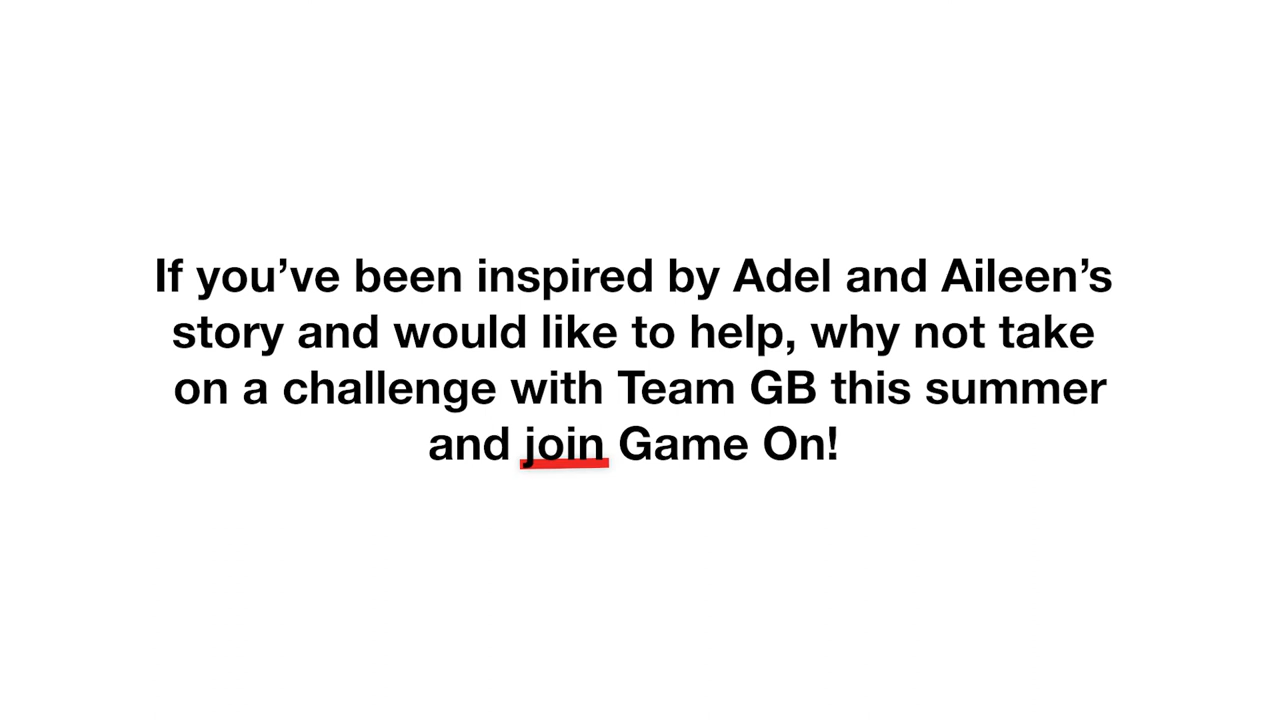 If you’ve been inspired by Adel and Aileen’s
story and would like to help, why not take
on a challenge with Team GB this summer
and join Game On!